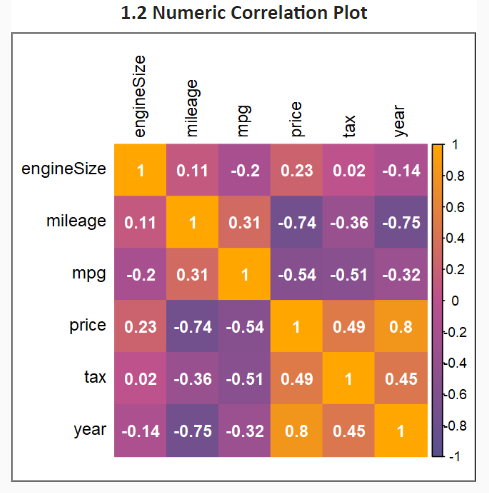 1.2 Numeric Correlation Plot
engineSize mileage mpg price tax year
engineSize 1 0.11 -0.2 0.23 0.02 -0.14
mileage 0.11 1 0.31 -0.74 -0.36 -0.75
mpg -0.2 0.31 1 -0.54 -0.51 -0.32
price 0.23 -0.74 -0.54 1 0.49 0.8
tax 0.02 -0.36 -0.51 0.49 1 0.45
year -0.14 -0.75 -0.32 0.8 0.45 1
1
0.8
0.6
0.4
0.2
0
-0.2
-0.4
-0.6
-0.8
-1